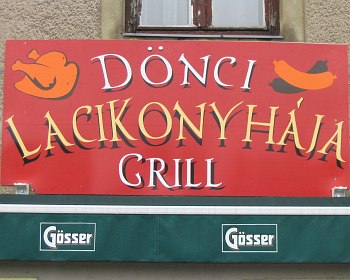 DÖNCI
LACIKONYHÁJA
GRILL
Gösser Gösser